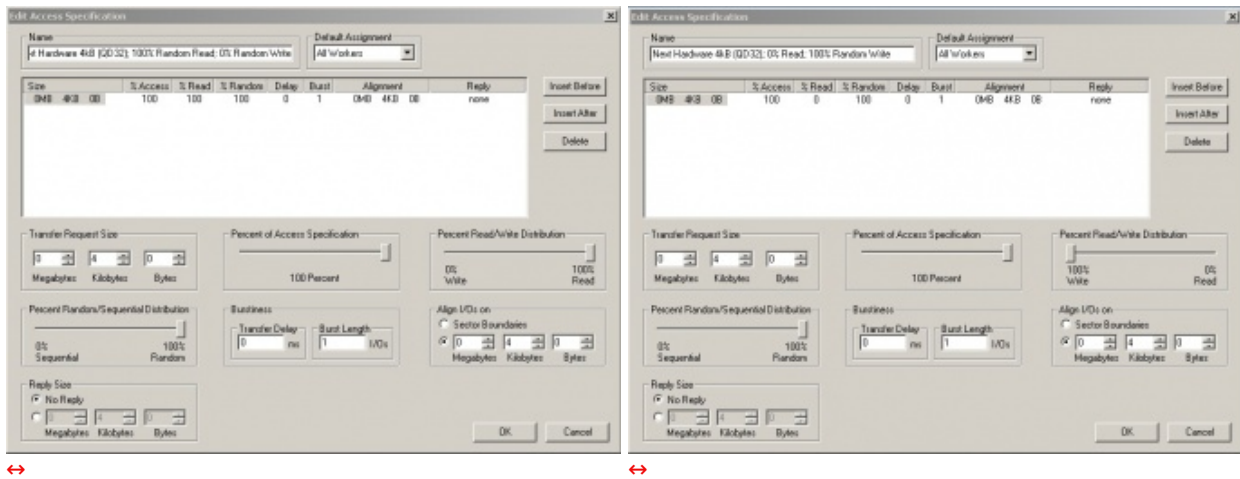 Edit Access Specification
Name
Default Assignment
xt Hardware 4kB (QD32); 100% Random Read; 0% Random Write
All Workers
Size % Access % Read % Random Delay Burst Alignment Reply
0MB 4KB 0B 100 100 100 0 1 0MB 4KB 0B none
Insert Before
Insert After
Delete
Transfer Request Size
Percent of Access Specification
Percent Read/Write Distribution
0 4 0
Megabytes Kilobytes Bytes
100 Percent
0% 100%
Write Read
Percent Random/Sequential Distribution
Burstiness
Align I/Os on
Transfer Delay
Burst Length
Sector Boundaries
0 ms 1 I/Os
0 4 0
0% 100%
Sequential Random
Megabytes Kilobytes Bytes
Reply Size
No Reply
0 4 0
Megabytes Kilobytes Bytes
OK
Cancel
Edit Access Specification
Name
Default Assignment
Next Hardware 4kB (QD32); 0% Read; 100% Random Write
All Workers
Size % Access % Read % Random Delay Burst Alignment Reply
0MB 4KB 0B 100 0 100 0 1 0MB 4KB 0B none
Insert Before
Insert After
Delete
Transfer Request Size
Percent of Access Specification
Percent Read/Write Distribution
0 4 0
Megabytes Kilobytes Bytes
100 Percent
100% 0%
Write Read
Percent Random/Sequential Distribution
Burstiness
Align I/Os on
Transfer Delay
Burst Length
Sector Boundaries
0 ms 1 I/Os
0 4 0
0% 100%
Sequential Random
Megabytes Kilobytes Bytes
Reply Size
No Reply
0 4 0
Megabytes Kilobytes Bytes
OK
Cancel